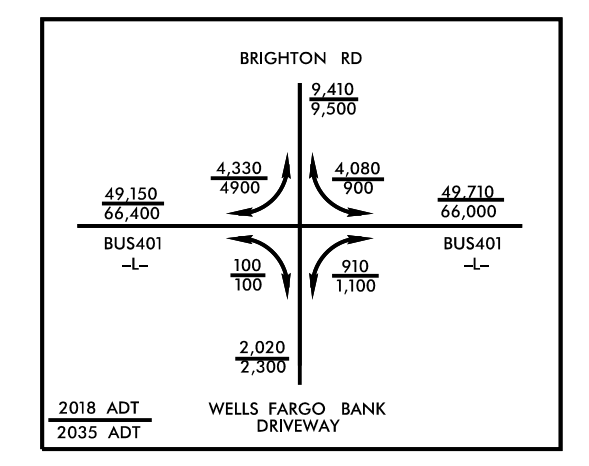 BRIGHTON RD
9,410
9,500
4,330
4900
4,080
900
49,150
66,400
49,710
66,000
BUS401
–L–
BUS401
–L–
100
100
910
1,100
2,020
2,300
2018 ADT
2035 ADT
WELLS FARGO BANK
DRIVEWAY